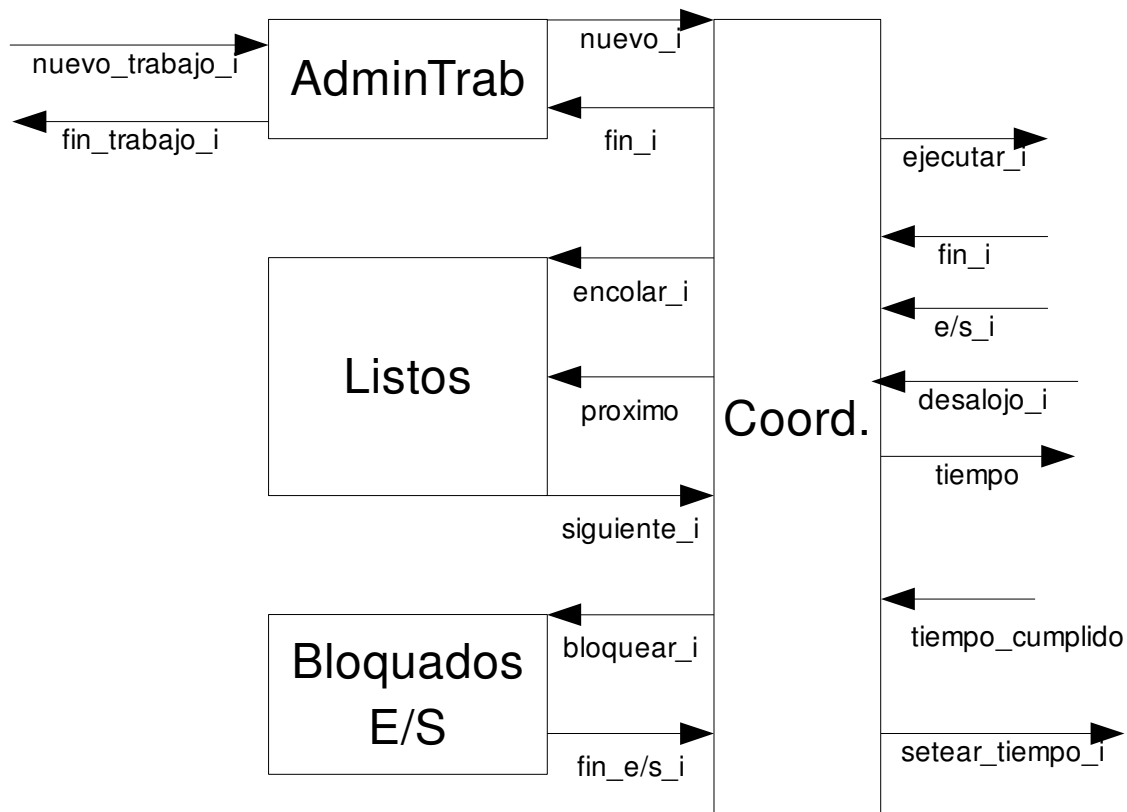 nuevo_trabajo_i
fin_trabajo_i
AdminTrab
nuevo_i
fin_i
Listos
encolar_i
proximo
siguiente_i
Bloquados
E/S
bloquear_i
fin_e/s_i
Coord.
ejecutar_i
fin_i
e/s_i
desalojo_i
tiempo
tiempo_cumplido
setear_tiempo_i